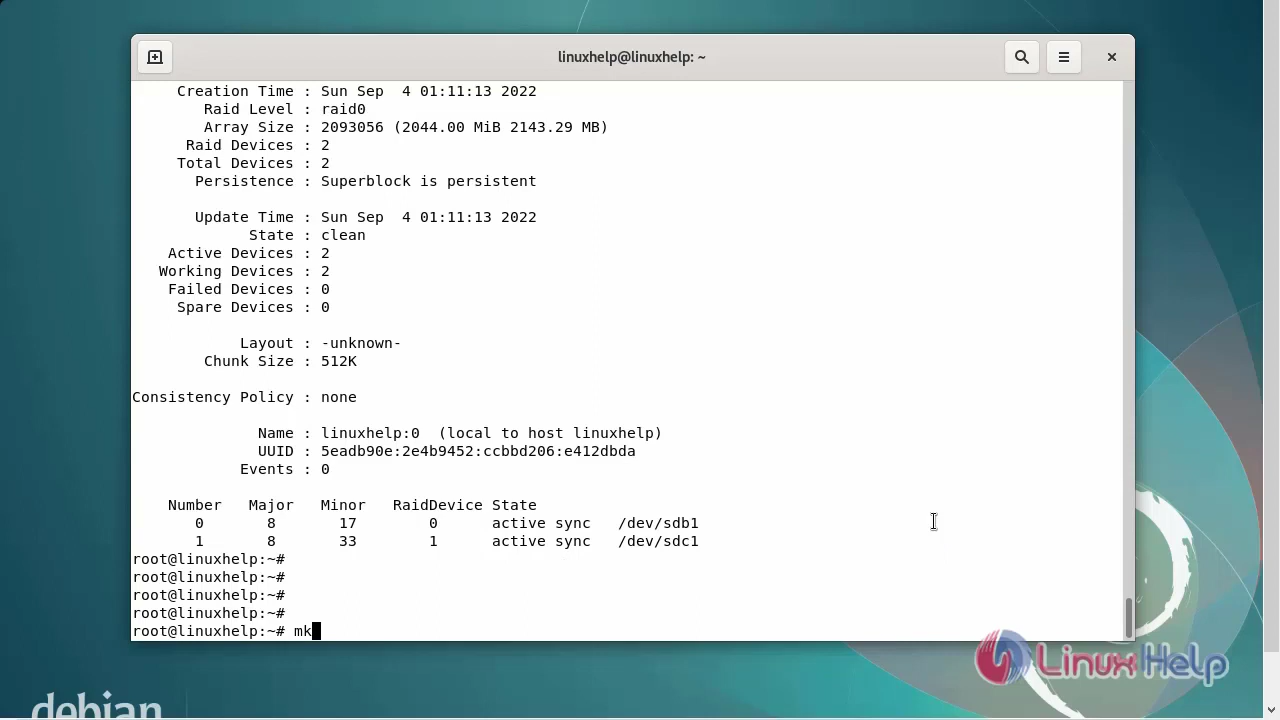 linuxhelp@linuxhelp: ~
Creation Time : Sun Sep  4 01:11:13 2022
Raid Level : raid0
Array Size : 2093056 (2044.00 MiB 2143.29 MB)
Raid Devices : 2
Total Devices : 2
Persistence : Superblock is persistent
Update Time : Sun Sep  4 01:11:13 2022
State : clean
Active Devices : 2
Working Devices : 2
Failed Devices : 0
Spare Devices : 0
Layout : -unknown-
Chunk Size : 512K
Consistency Policy : none
Name : linuxhelp:0  (local to host linuxhelp)
UUID : 5eadb90e:2e4b9452:ccbbd206:e412dbda
Events : 0
Number   Major   Minor   RaidDevice State
0       8       17        0      active sync   /dev/sdb1
1       8       33        1      active sync   /dev/sdc1
root@linuxhelp:~#
root@linuxhelp:~#
root@linuxhelp:~#
root@linuxhelp:~#
root@linuxhelp:~# mk
Linux Help
debian